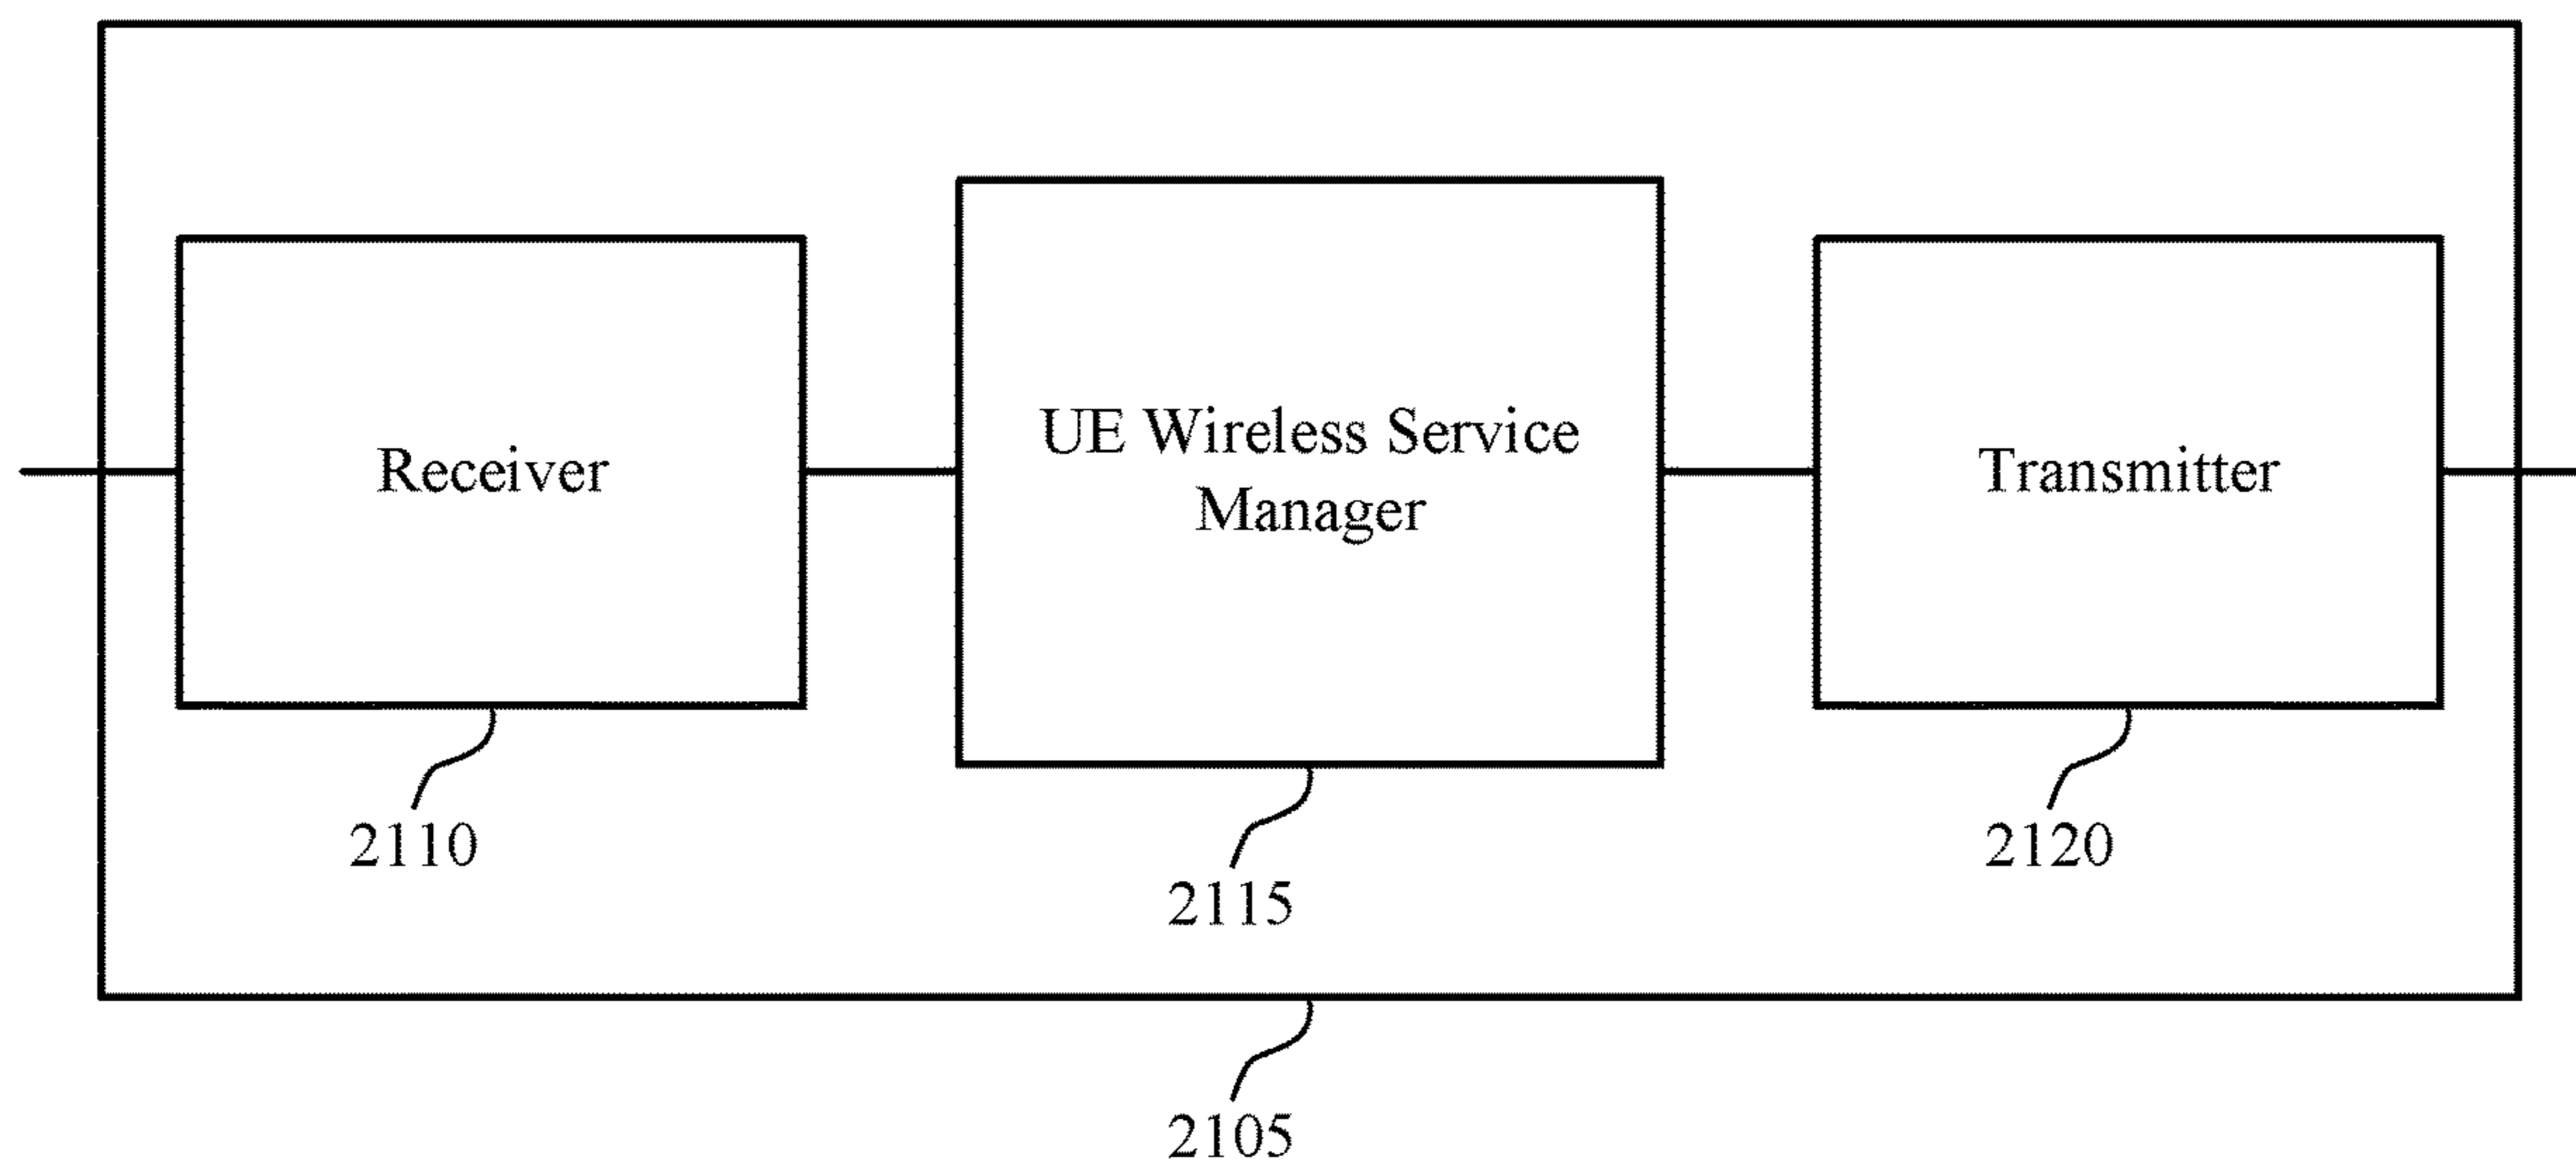 Receiver
UE Wireless Service
Manager
Transmitter
2110
2115
2120
2105